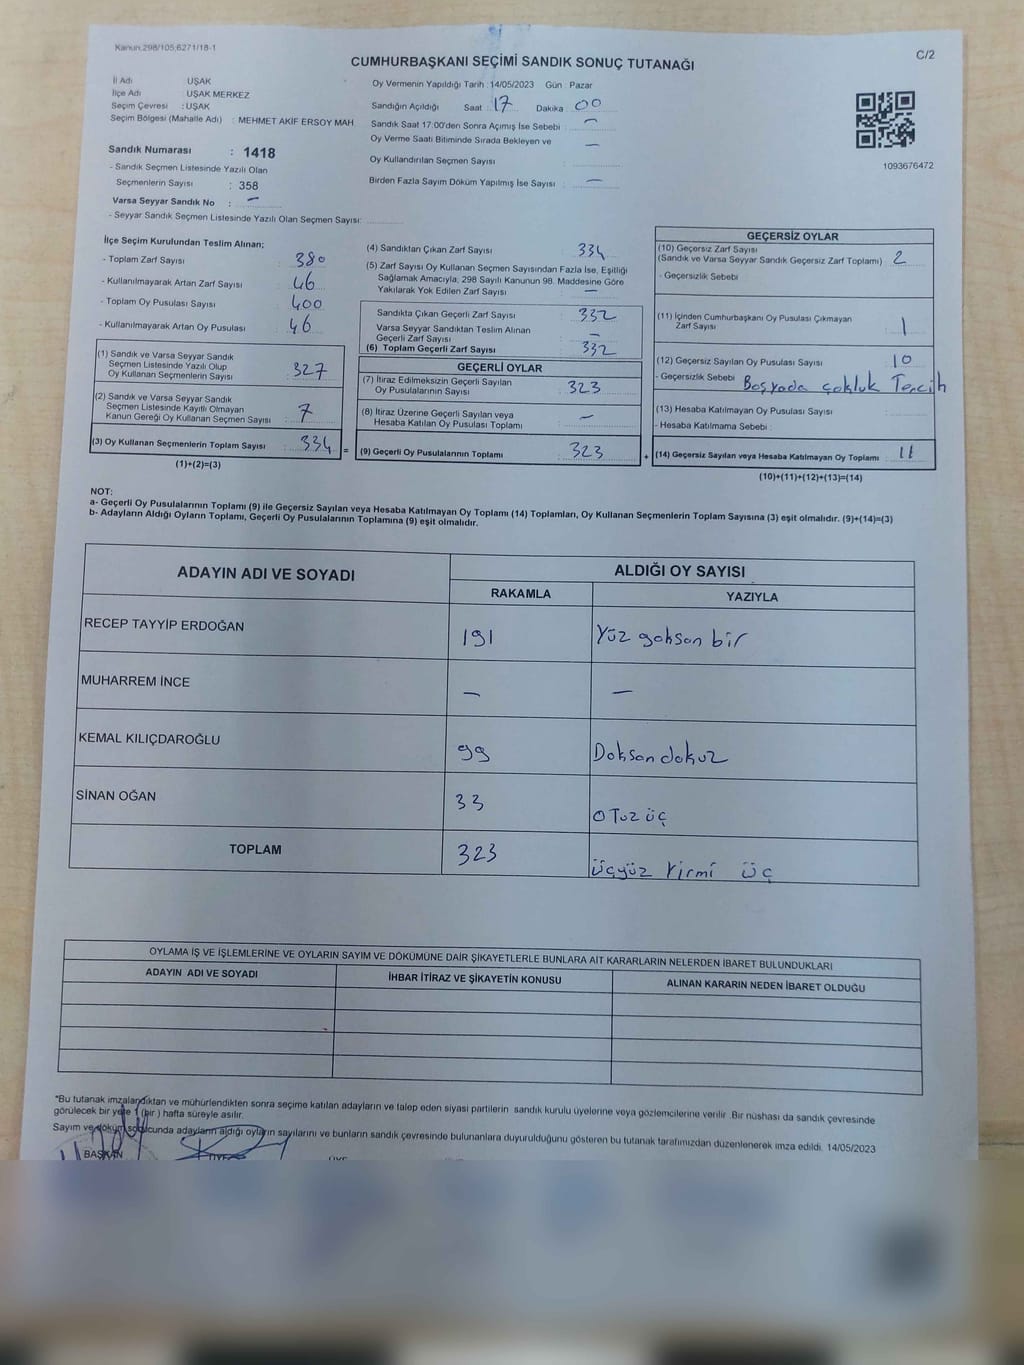 Kanun:298/105;6271/18-1
C/2
CUMHURBAŞKANI SEÇİMİ SANDIK SONUÇ TUTANAĞI
İl Adı UŞAK
İlçe Adı UŞAK MERKEZ
Seçim Çevresi : UŞAK
Seçim Bölgesi (Mahalle Adı) : MEHMET AKİF ERSOY MAH
Sandık Numarası : 1418
- Sandık Seçmen Listesinde Yazılı Olan
Seçmenlerin Sayısı : 358
Varsa Seyyar Sandık No : —
- Seyyar Sandık Seçmen Listesinde Yazılı Olan Seçmen Sayısı:
Oy Vermenin Yapıldığı Tarih : 14/05/2023 Gün Pazar
Sandığın Açıldığı Saat : 17 Dakika : 00
Sandık Saat 17:00'den Sonra Açımış İse Sebebi : —
Oy Verme Saati Bitiminde Sırada Bekleyen ve —
Oy Kullandırılan Seçmen Sayısı :
Birden Fazla Sayım Döküm Yapılmış İse Sayısı : —
1093676472
İlçe Seçim Kurulundan Teslim Alınan;
- Toplam Zarf Sayısı : 380
- Kullanılmayarak Artan Zarf Sayısı : 46
- Toplam Oy Pusulası Sayısı : 400
- Kullanılmayarak Artan Oy Pusulası : 46
(1) Sandık ve Varsa Seyyar Sandık
Seçmen Listesinde Yazılı Olup
Oy Kullanan Seçmenlerin Sayısı : 327
(2) Sandık ve Varsa Seyyar Sandık
Seçmen Listesinde Kayıtlı Olmayan
Kanun Gereği Oy Kullanan Seçmen Sayısı : 7
(3) Oy Kullanan Seçmenlerin Toplam Sayısı : 334 =
(1)+(2)=(3)
(4) Sandıktan Çıkan Zarf Sayısı : 334
(5) Zarf Sayısı Oy Kullanan Seçmen Sayısından Fazla İse, Eşitliği
Sağlamak Amacıyla; 298 Sayılı Kanunun 98. Maddesine Göre
Yakılarak Yok Edilen Zarf Sayısı : —
Sandıkta Çıkan Geçerli Zarf Sayısı : 332
Varsa Seyyar Sandıktan Teslim Alınan
Geçerli Zarf Sayısı : —
(6) Toplam Geçerli Zarf Sayısı : 332
GEÇERLİ OYLAR
(7) İtiraz Edilmeksizin Geçerli Sayılan
Oy Pusulalarının Sayısı : 323
(8) İtiraz Üzerine Geçerli Sayılan veya
Hesaba Katılan Oy Pusulası Toplamı : —
(9) Geçerli Oy Pusulalarının Toplamı : 323 +
GEÇERSİZ OYLAR
(10) Geçersiz Zarf Sayısı
(Sandık ve Varsa Seyyar Sandık Geçersiz Zarf Toplamı) : 2
- Geçersizlik Sebebi :
(11) İçinden Cumhurbaşkanı Oy Pusulası Çıkmayan
Zarf Sayısı : 1
(12) Geçersiz Sayılan Oy Pusulası Sayısı : 10
- Geçersizlik Sebebi : Boş yada çokluk Tercih
(13) Hesaba Katılmayan Oy Pusulası Sayısı :
- Hesaba Katılmama Sebebi :
(14) Geçersiz Sayılan veya Hesaba Katılmayan Oy Toplamı : 11
(10)+(11)+(12)+(13)=(14)
NOT:
a- Geçerli Oy Pusulalarının Toplamı (9) ile Geçersiz Sayılan veya Hesaba Katılmayan Oy Toplamı (14) Toplamları, Oy Kullanan Seçmenlerin Toplam Sayısına (3) eşit olmalıdır. (9)+(14)=(3)
b- Adayların Aldığı Oyların Toplamı, Geçerli Oy Pusulalarının Toplamına (9) eşit olmalıdır.
ADAYIN ADI VE SOYADI
ALDIĞI OY SAYISI
RAKAMLA YAZIYLA
RECEP TAYYİP ERDOĞAN 191 Yüz goksan bir
MUHARREM İNCE — —
KEMAL KILIÇDAROĞLU 99 Doksan dokuz
SİNAN OĞAN 33 OTuz üç
TOPLAM 323 üçyüz Yirmi üç
OYLAMA İŞ VE İŞLEMLERİNE VE OYLARIN SAYIM VE DÖKÜMÜNE DAİR ŞİKAYETLERLE BUNLARA AİT KARARLARIN NELERDEN İBARET BULUNDUKLARI
ADAYIN ADI VE SOYADI İHBAR İTİRAZ VE ŞİKAYETİN KONUSU ALINAN KARARIN NEDEN İBARET OLDUĞU
*Bu tutanak imzalandıktan ve mühürlendikten sonra seçime katılan adayların ve talep eden siyasi partilerin sandık kurulu üyelerine veya gözlemcilerine verilir. Bir nüshası da sandık çevresinde
görülecek bir yere 1 (bir ) hafta süreyle asılır.
Sayım ve döküm sonucunda adayların aldığı oyların sayılarını ve bunların sandık çevresinde bulunanlara duyurulduğunu gösteren bu tutanak tarafımızdan düzenlenerek imza edildi. 14/05/2023
BAŞKAN ÜYE ÜYE